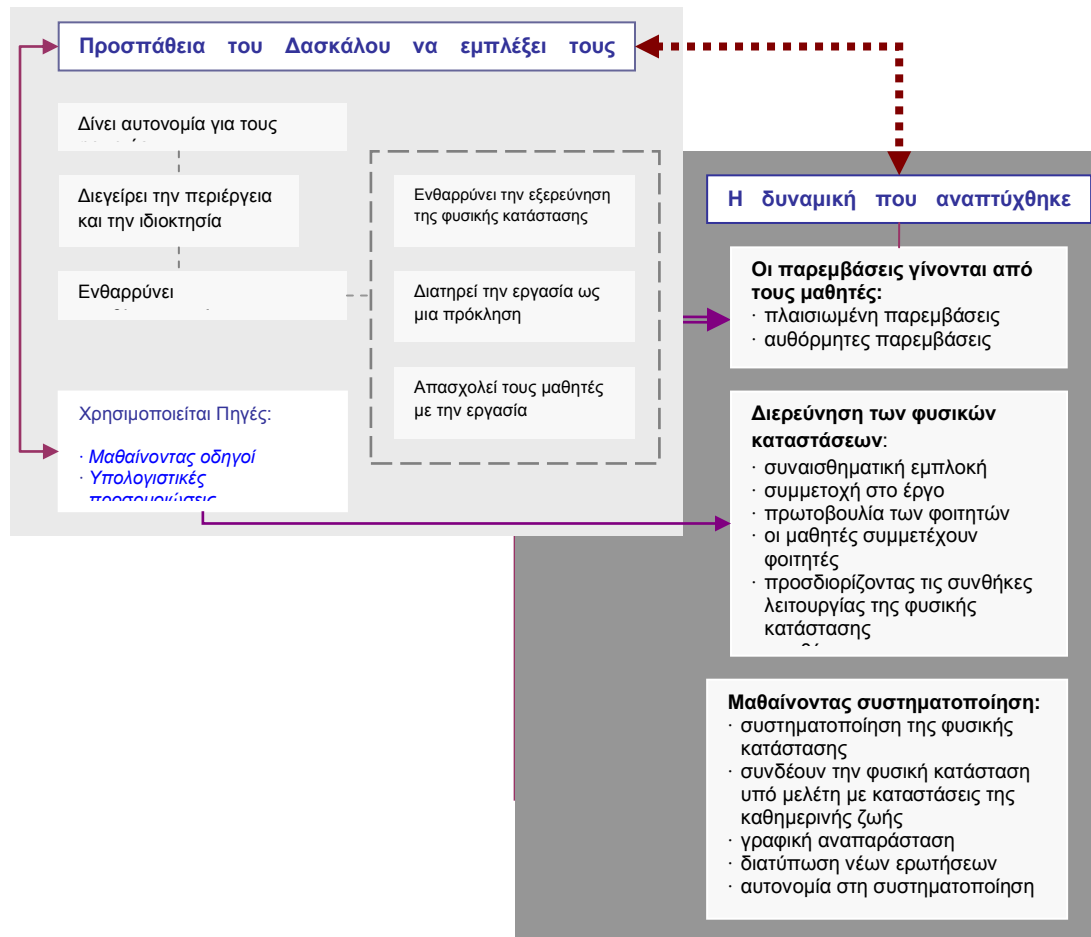 Προσπάθεια του Δασκάλου να εμπλέξει τους
Δίνει αυτονομία για τους
Διεγείρει την περιέργεια
και την ιδιοκτησία
Ενθαρρύνει
Ενθαρρύνει την εξερεύνηση
της φυσικής κατάστασης
Διατηρεί την εργασία ως
μια πρόκληση
Απασχολεί τους μαθητές
με την εργασία
Χρησιμοποιείται Πηγές:
· Μαθαίνοντας οδηγοί
· Υπολογιστικές
προσομοιώσεις
Η δυναμική που αναπτύχθηκε
Οι παρεμβάσεις γίνονται από
τους μαθητές:
· πλαισιωμένη παρεμβάσεις
· αυθόρμητες παρεμβάσεις
Διερεύνηση των φυσικών
καταστάσεων:
· συναισθηματική εμπλοκή
· συμμετοχή στο έργο
· πρωτοβουλία των φοιτητών
· οι μαθητές συμμετέχουν
φοιτητές
· προσδιορίζοντας τις συνθήκες
λειτουργίας της φυσικής
κατάστασης
Μαθαίνοντας συστηματοποίηση:
· συστηματοποίηση της φυσικής
κατάστασης
· συνδέουν την φυσική κατάσταση
υπό μελέτη με καταστάσεις της
καθημερινής ζωής
· γραφική αναπαράσταση
· διατύπωση νέων ερωτήσεων
· αυτονομία στη συστηματοποίηση